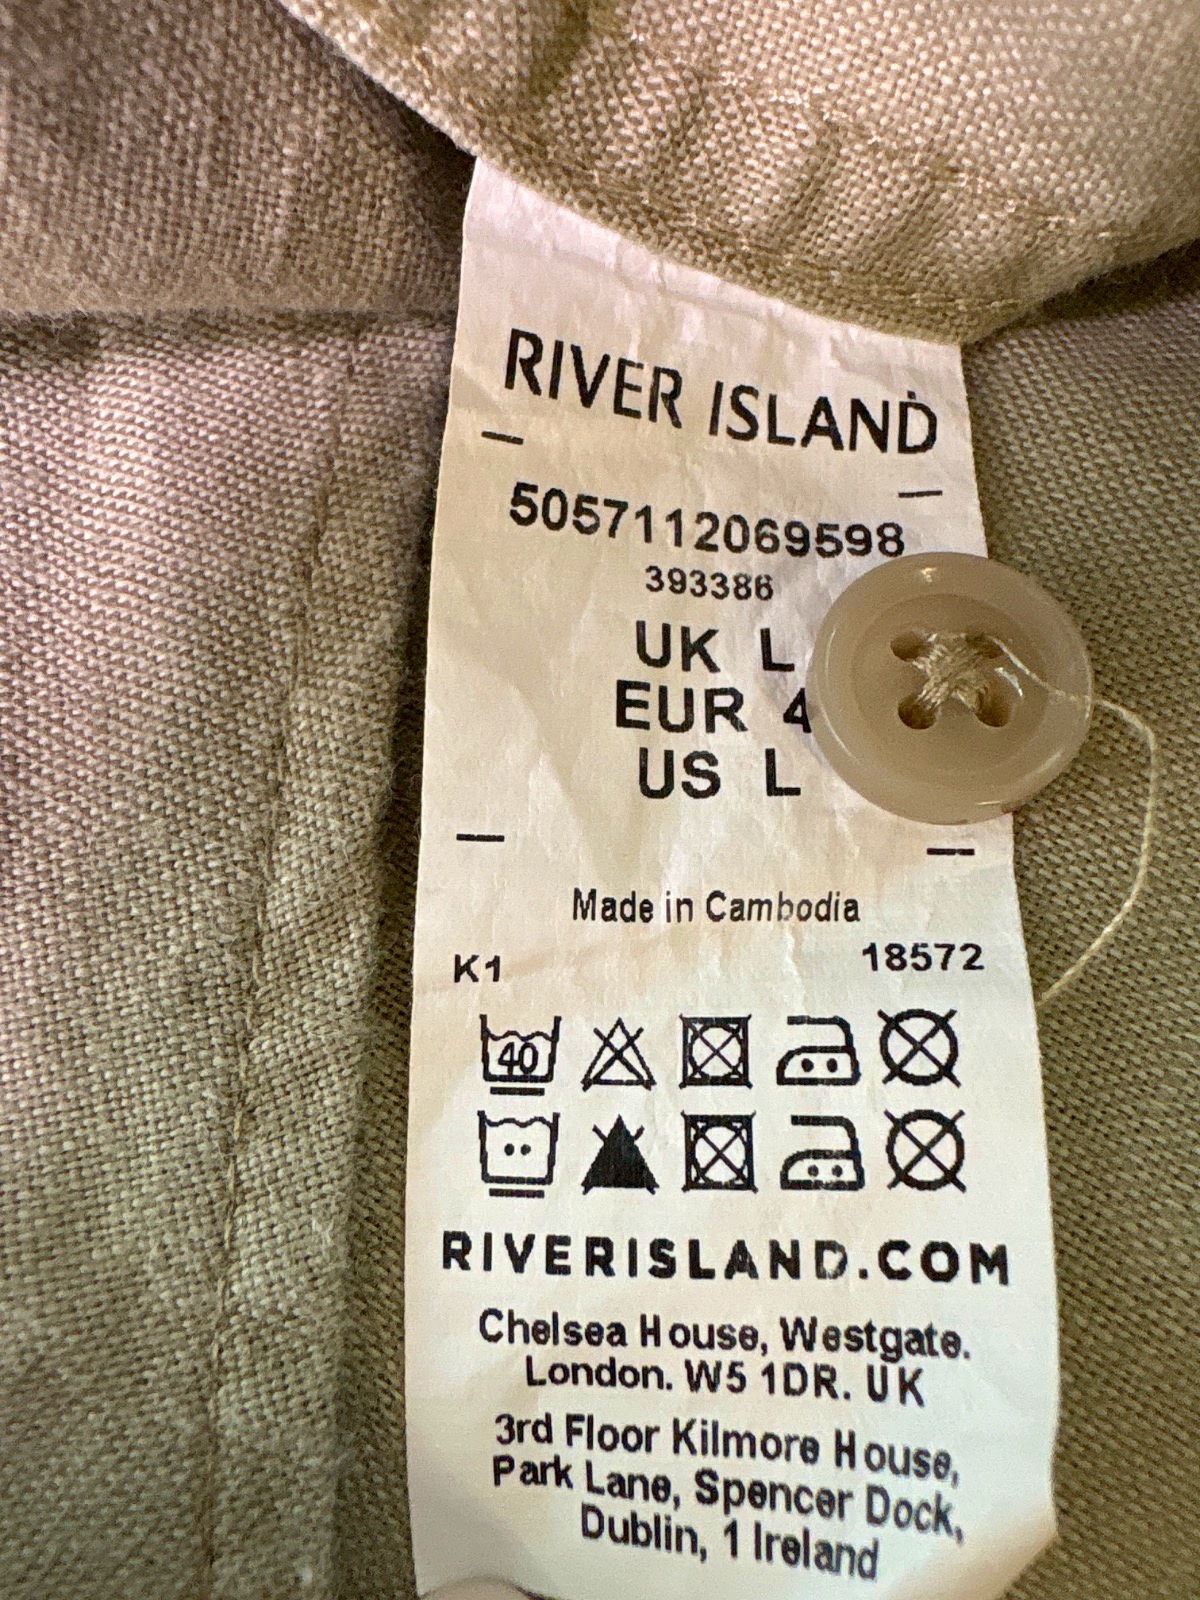 RIVER ISLAND
5057112069598
393386
UK L
EUR 4
US L
Made in Cambodia
K1 18572
40
RIVERISLAND.COM
Chelsea House, Westgate.
London. W5 1DR. UK
3rd Floor Kilmore House,
Park Lane, Spencer Dock,
Dublin, 1 Ireland